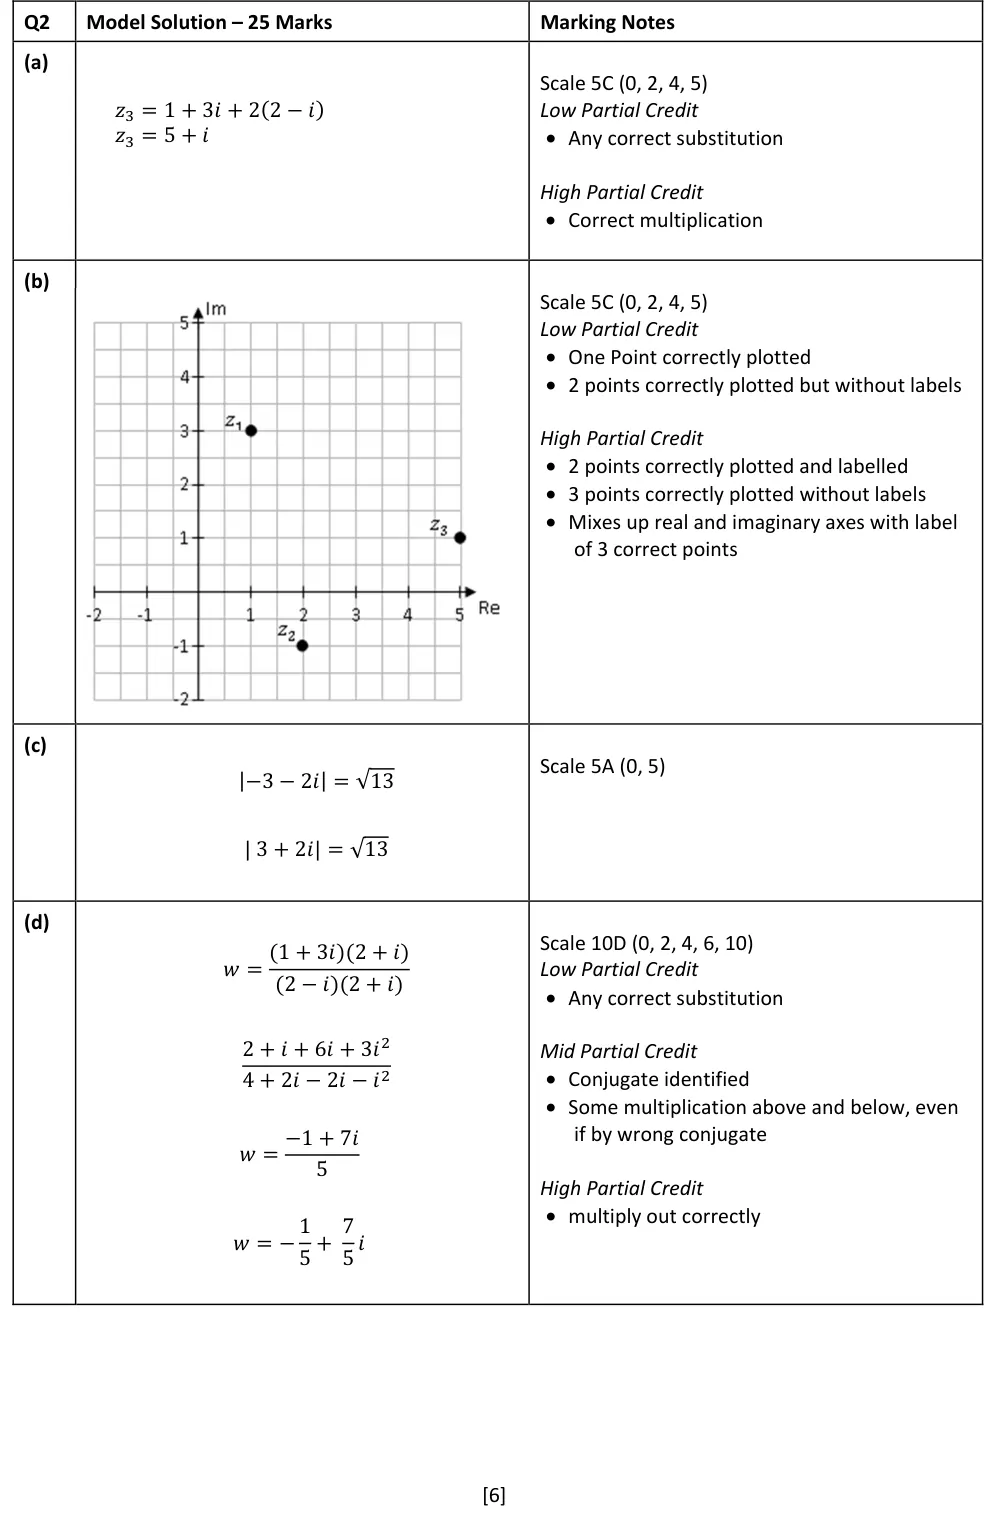 Q2 Model Solution – 25 Marks Marking Notes
(a)
z₃ = 1 + 3i + 2(2 − i)
z₃ = 5 + i
Scale 5C (0, 2, 4, 5)
Low Partial Credit
• Any correct substitution
High Partial Credit
• Correct multiplication
(b)
Im
5
4
3
2
1
-2 -1 1 2 3 4 5 Re
-1
-2
z₁
z₃
z₂
Scale 5C (0, 2, 4, 5)
Low Partial Credit
• One Point correctly plotted
• 2 points correctly plotted but without labels
High Partial Credit
• 2 points correctly plotted and labelled
• 3 points correctly plotted without labels
• Mixes up real and imaginary axes with label
of 3 correct points
(c)
|−3 − 2i| = √13
| 3 + 2i| = √13
Scale 5A (0, 5)
(d)
w = (1 + 3i)(2 + i) / (2 − i)(2 + i)
2 + i + 6i + 3i² / 4 + 2i − 2i − i²
w = −1 + 7i / 5
w = − 1/5 + 7/5 i
Scale 10D (0, 2, 4, 6, 10)
Low Partial Credit
• Any correct substitution
Mid Partial Credit
• Conjugate identified
• Some multiplication above and below, even
if by wrong conjugate
High Partial Credit
• multiply out correctly
[6]